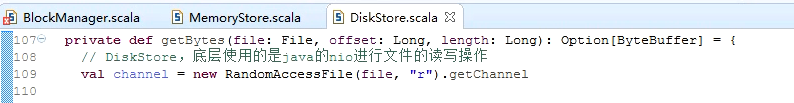 BlockManager.scala MemoryStore.scala DiskStore.scala
107 private def getBytes(file: File, offset: Long, length: Long): Option[ByteBuffer] = {
108 // DiskStore，底层使用的是java的nio进行文件的读写操作
109 val channel = new RandomAccessFile(file, "r").getChannel
110